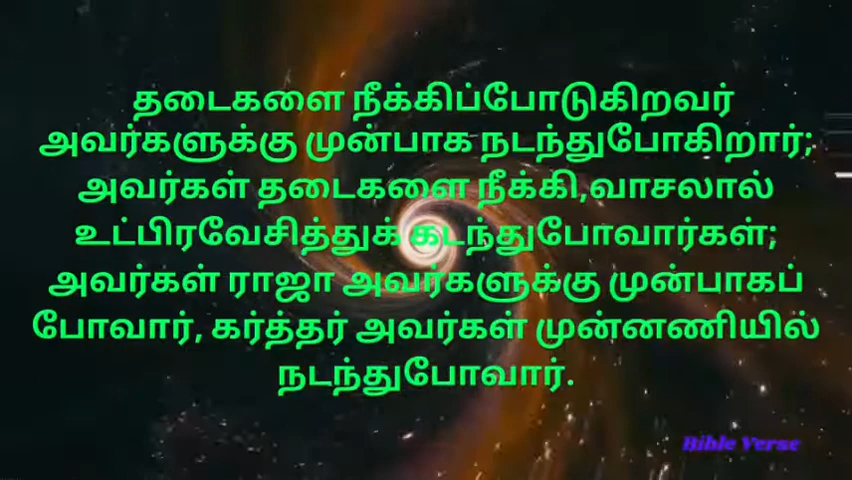 தடைகளை நீக்கிப்போடுகிறவர்
அவர்களுக்கு முன்பாக நடந்துபோகிறார்;
அவர்கள் தடைகளை நீக்கி,வாசலால்
உட்பிரவேசித்துக் கடந்துபோவார்கள்;
அவர்கள் ராஜா அவர்களுக்கு முன்பாகப்
போவார், கர்த்தர் அவர்கள் முன்னணியில்
நடந்துபோவார்.
Bible Verse